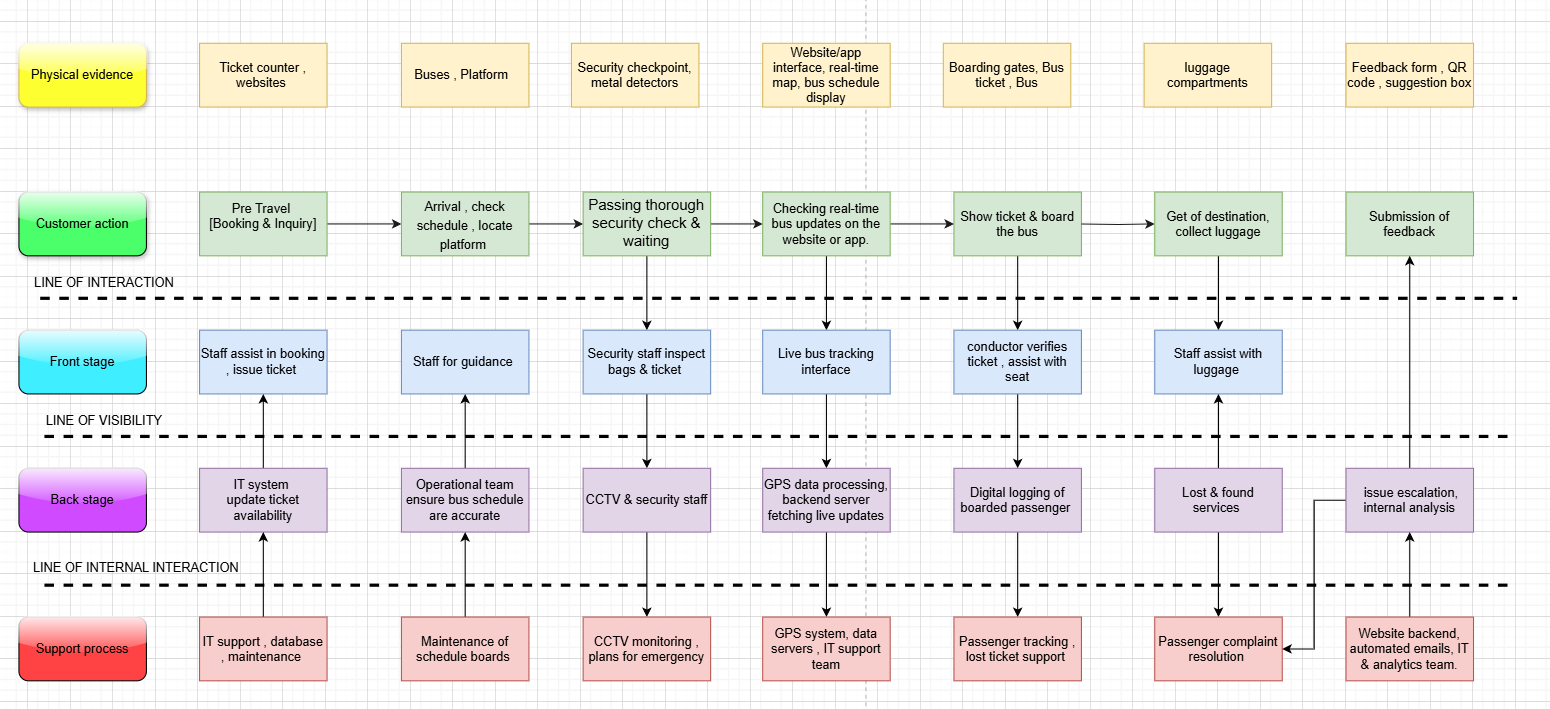 Physical evidence
Ticket counter ,
websites
Buses , Platform
Security checkpoint,
metal detectors
Website/app
interface, real-time
map, bus schedule
display
Boarding gates, Bus
ticket , Bus
luggage
compartments
Feedback form , QR
code , suggestion box
Customer action
Pre Travel
[Booking & Inquiry]
Arrival , check
schedule , locate
platform
Passing thorough
security check &
waiting
Checking real-time
bus updates on the
website or app.
Show ticket & board
the bus
Get of destination,
collect luggage
Submission of
feedback
LINE OF INTERACTION
Front stage
Staff assist in booking
, issue ticket
Staff for guidance
Security staff inspect
bags & ticket
Live bus tracking
interface
conductor verifies
ticket , assist with
seat
Staff assist with
luggage
LINE OF VISIBILITY
Back stage
IT system
update ticket
availability
Operational team
ensure bus schedule
are accurate
CCTV & security staff
GPS data processing,
backend server
fetching live updates
Digital logging of
boarded passenger
Lost & found
services
issue escalation,
internal analysis
LINE OF INTERNAL INTERACTION
Support process
IT support , database
, maintenance
Maintenance of
schedule boards
CCTV monitoring ,
plans for emergency
GPS system, data
servers , IT support
team
Passenger tracking ,
lost ticket support
Passenger complaint
resolution
Website backend,
automated emails, IT
& analytics team.